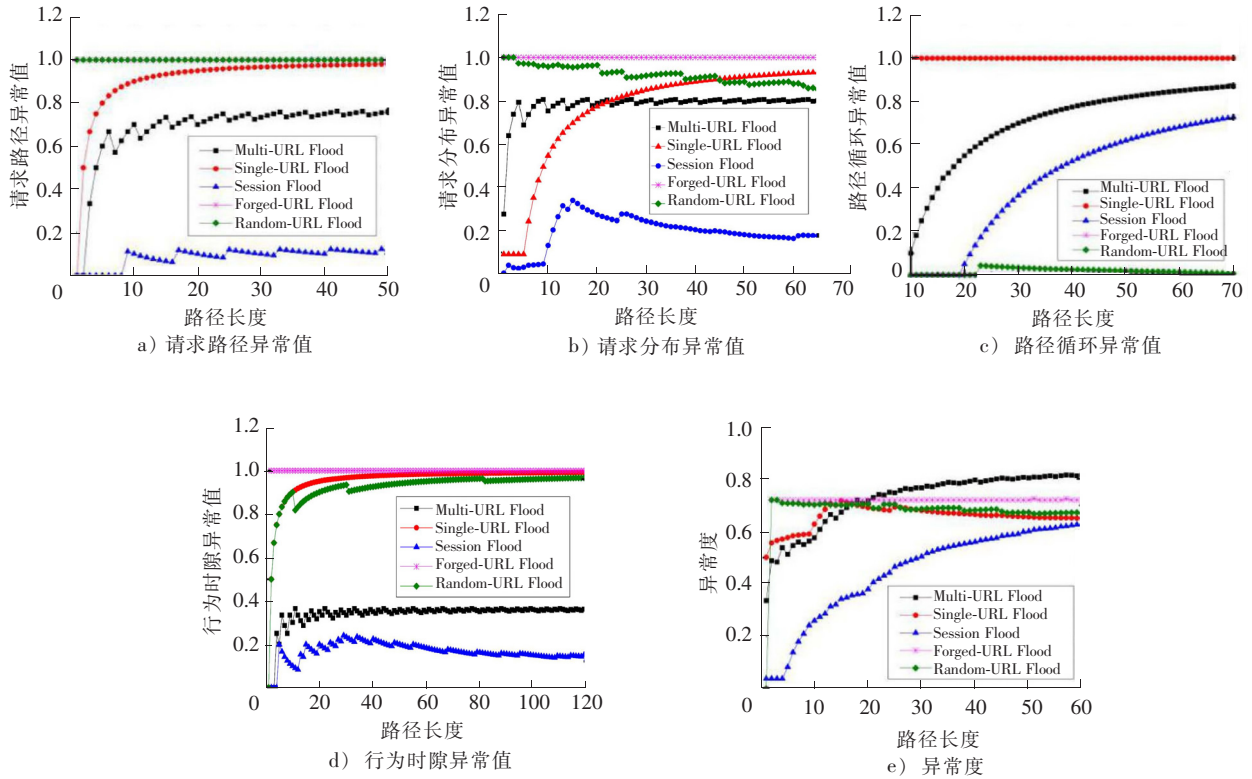 1.2
1.0
0.8
0.6
0.4
0.2
0
10
20
30
40
50
请求路径异常值
路径长度
Multi-URL Flood
Single-URL Flood
Session Flood
Forged-URL Flood
Random-URL Flood
a）请求路径异常值
1.2
1.0
0.8
0.6
0.4
0.2
0
10
20
30
40
50
60
70
请求分布异常值
路径长度
Multi-URL Flood
Single-URL Flood
Session Flood
Forged-URL Flood
Random-URL Flood
b）请求分布异常值
1.2
1.0
0.8
0.6
0.4
0.2
10
20
30
40
50
60
70
路径循环异常值
路径长度
Multi-URL Flood
Single-URL Flood
Session Flood
Forged-URL Flood
Random-URL Flood
c） 路径循环异常值
1.2
1.0
0.8
0.6
0.4
0.2
0
20
40
60
80
100
120
行为时隙异常值
路径长度
Multi-URL Flood
Single-URL Flood
Session Flood
Forged-URL Flood
Random-URL Flood
d） 行为时隙异常值
1.0
0.8
0.6
0.4
0.2
0
10
20
30
40
50
60
异常度
路径长度
Multi-URL Flood
Single-URL Flood
Session Flood
Forged-URL Flood
Random-URL Flood
e） 异常度